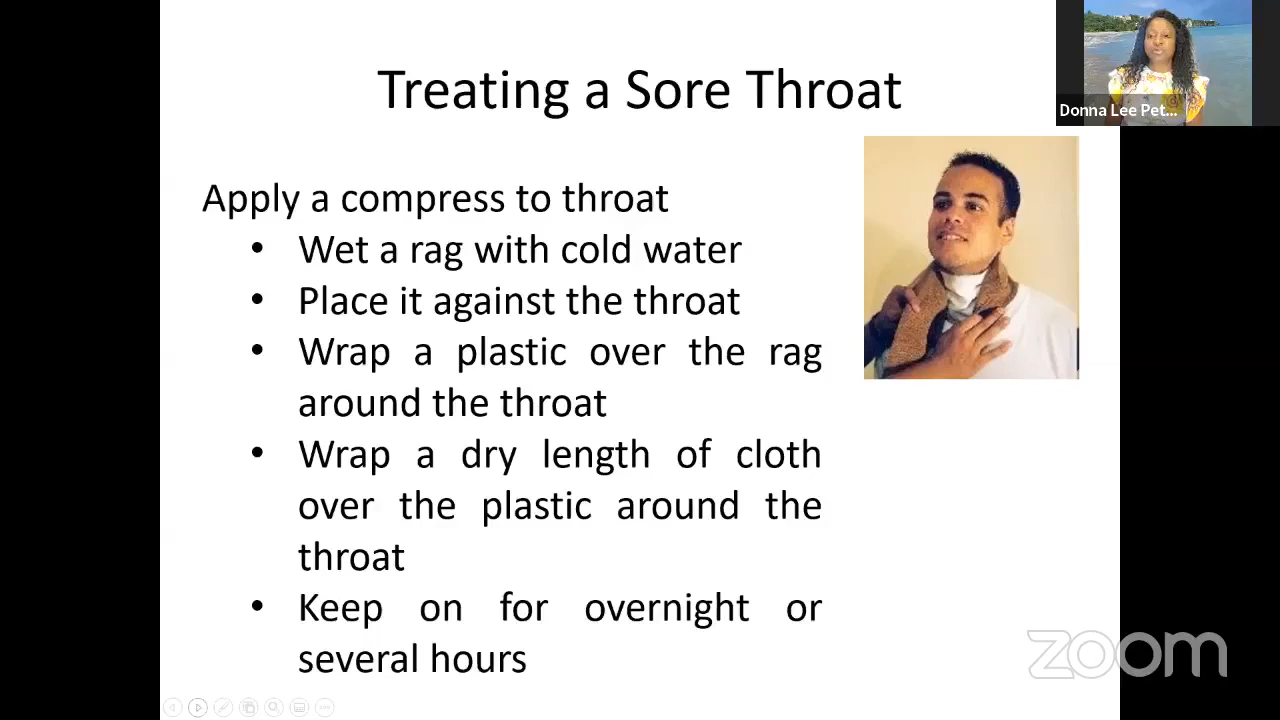 Treating a Sore Throat
Donna Lee Pet...
Apply a compress to throat
• Wet a rag with cold water
• Place it against the throat
• Wrap a plastic over the rag
around the throat
• Wrap a dry length of cloth
over the plastic around the
throat
• Keep on for overnight or
several hours
zoom